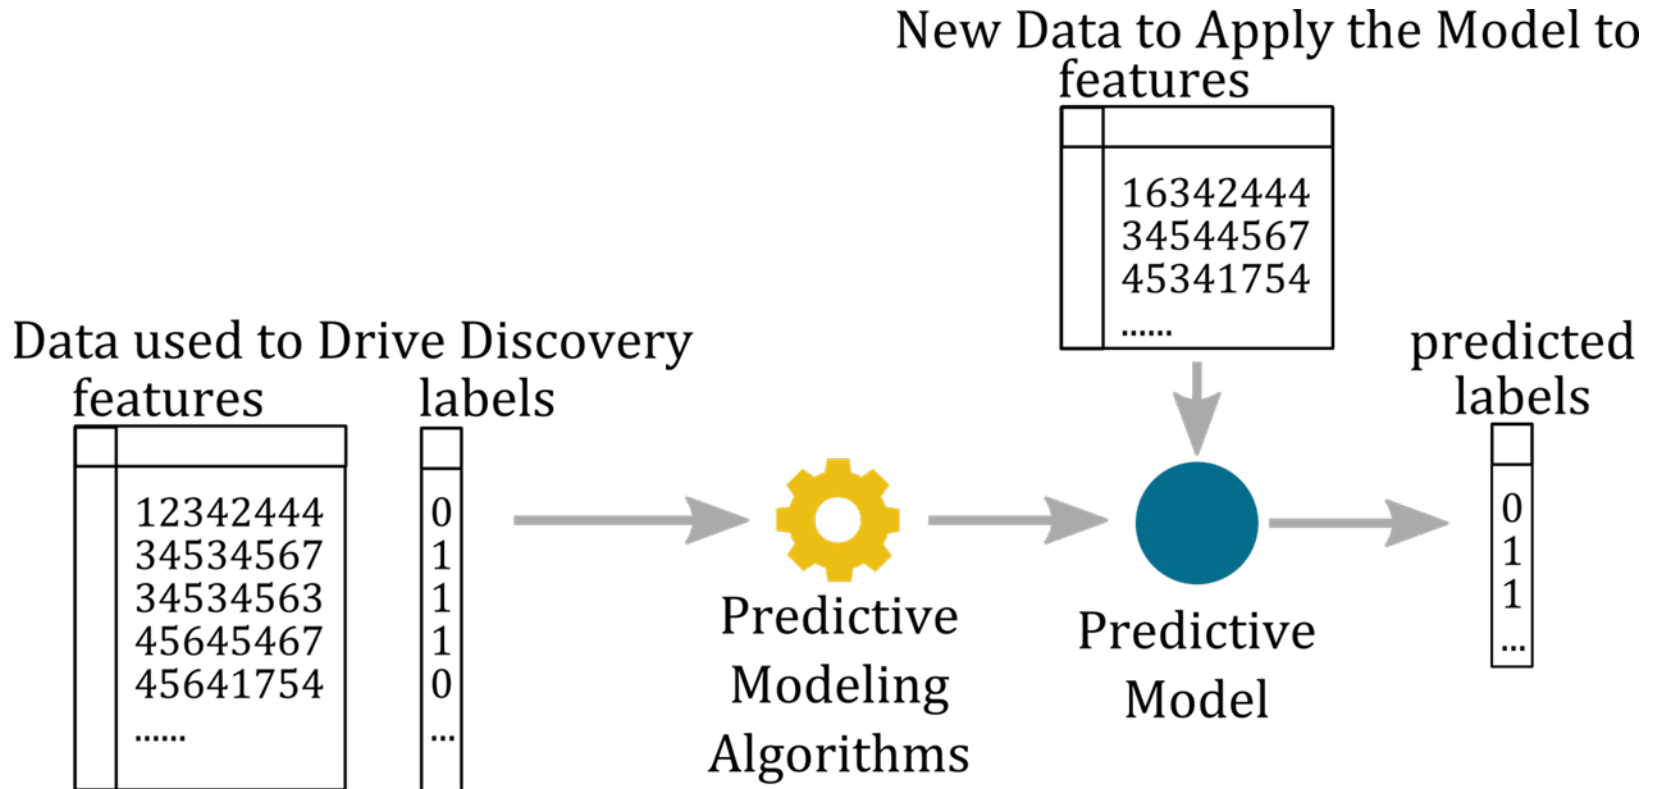 New Data to Apply the Model to
features
16342444
34544567
45341754
......
Data used to Drive Discovery
features
labels
12342444
34534567
34534563
45645467
45641754
......
0
1
1
1
0
...
Predictive
Modeling
Algorithms
Predictive
Model
predicted
labels
0
1
1
...